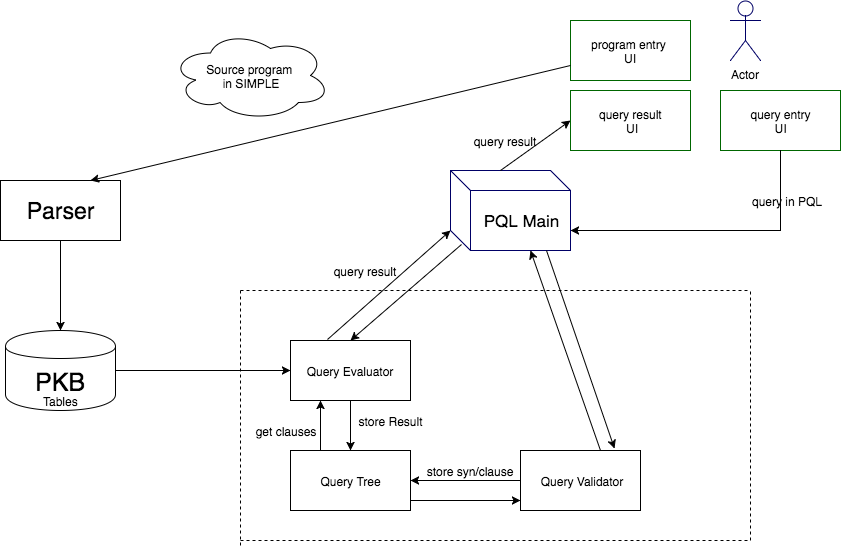 Source program
in SIMPLE
program entry
UI
Actor
query result
UI
query entry
UI
query result
query in PQL
Parser
PQL Main
query result
PKB
Tables
Query Evaluator
store Result
get clauses
store syn/clause
Query Tree
Query Validator